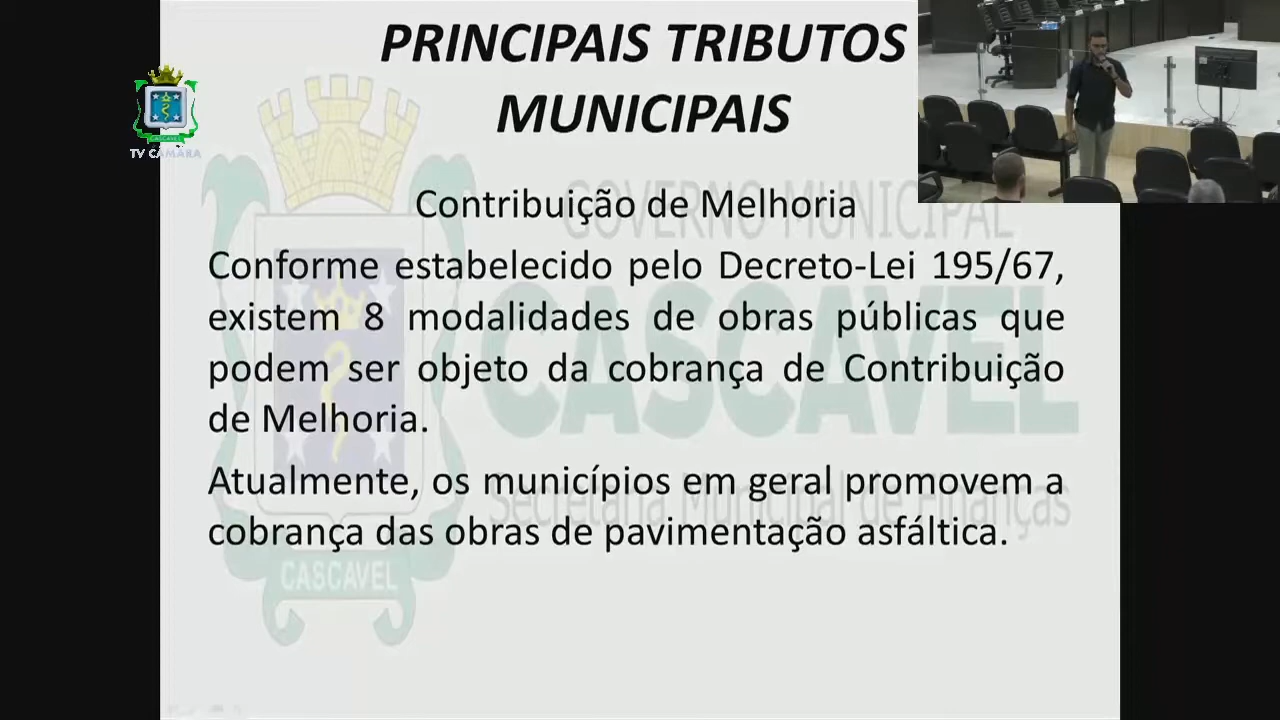 PRINCIPAIS TRIBUTOS
MUNICIPAIS
TV CÂMARA
CASCAVEL
Contribuição de Melhoria
GOVERNO MUNICIPAL
Conforme estabelecido pelo Decreto-Lei 195/67,
existem 8 modalidades de obras públicas que
podem ser objeto da cobrança de Contribuição
de Melhoria.
CASCAVEL
Atualmente, os municípios em geral promovem a
Secretaria Municipal de Finanças
cobrança das obras de pavimentação asfáltica.
CASCAVEL